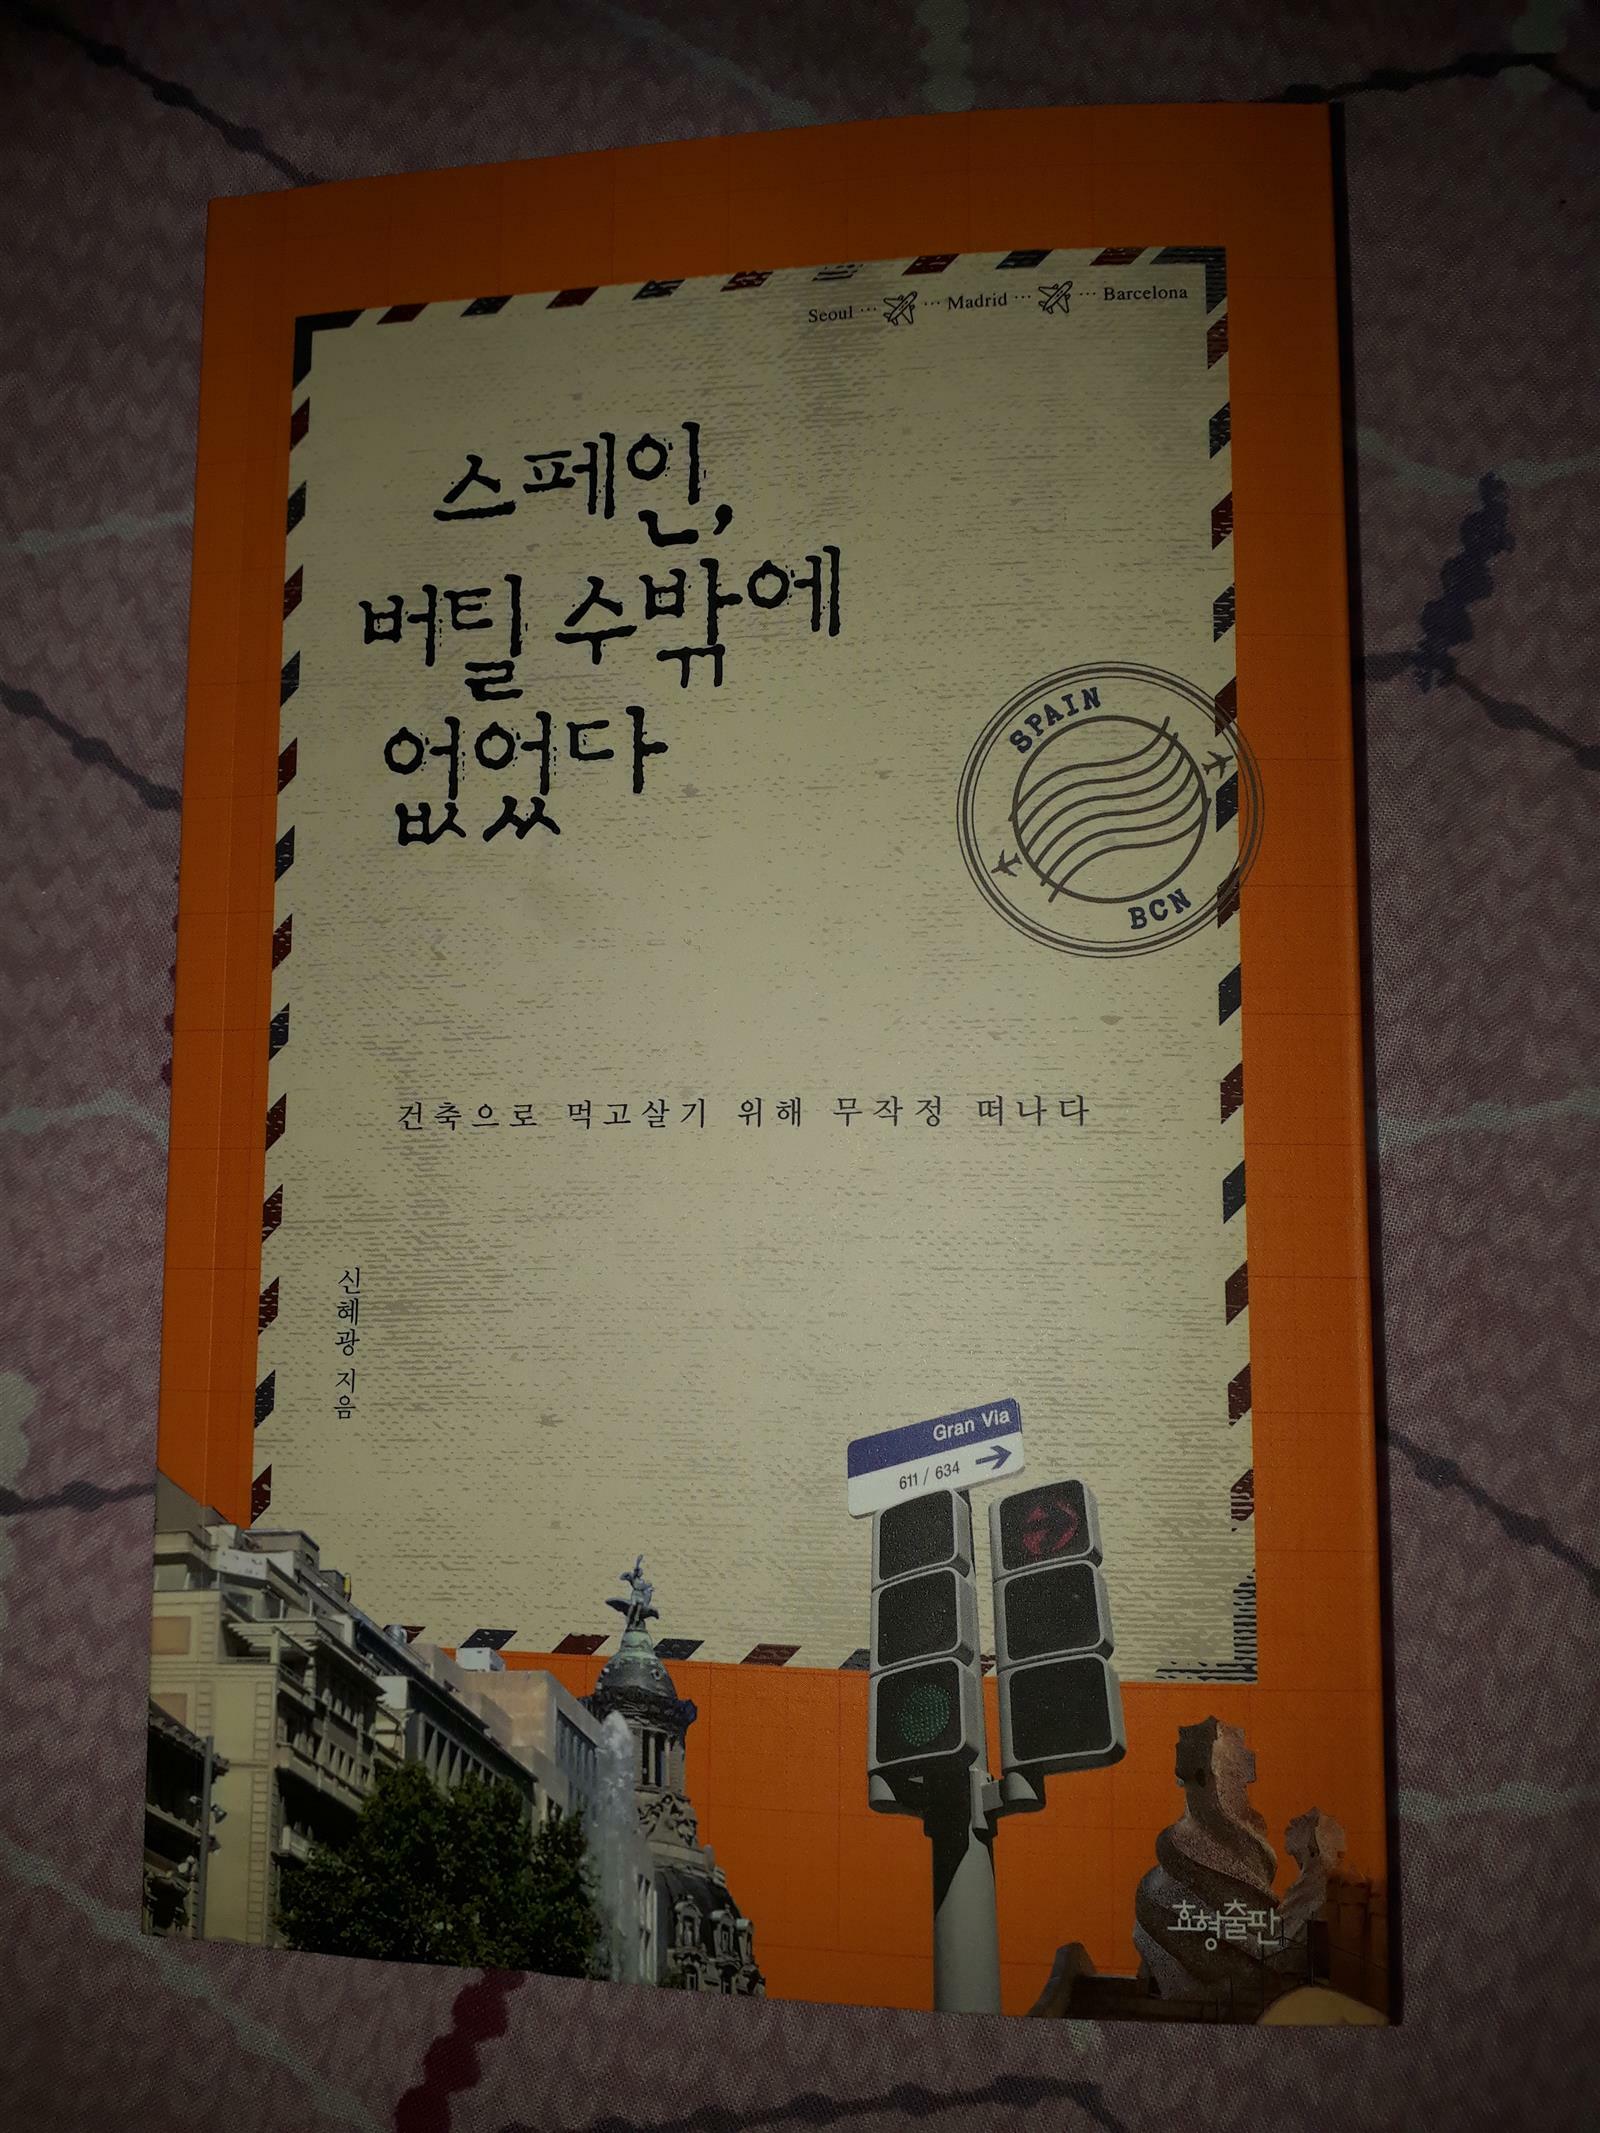 Seoul ··· ··· Madrid ··· ··· Barcelona
스페인,
버틸 수밖에
없었다
SPAIN
BCN
건축으로 먹고살기 위해 무작정 떠나다
신혜광 지음
Gran Via
611 / 634
효형출판